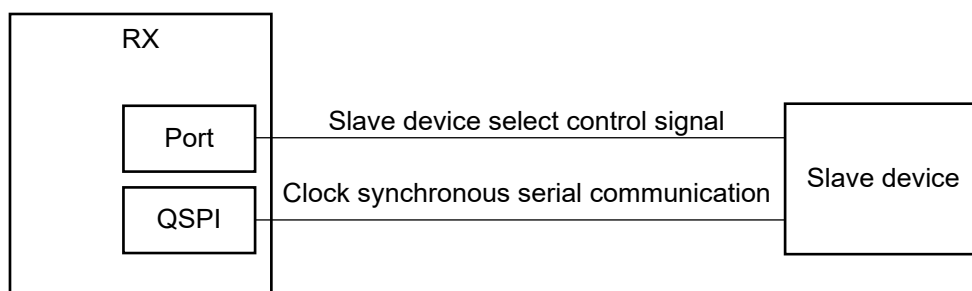 RX
Port
Slave device select control signal
Clock synchronous serial communication
Slave device
QSPI